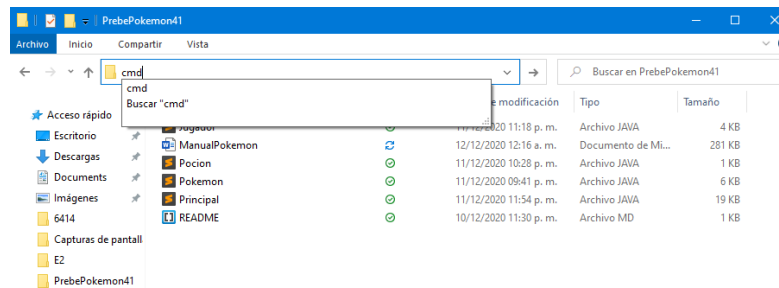 PrebePokemon41
Archivo Inicio Compartir Vista
cmd Buscar en PrebePokemon41
cmd
Buscar "cmd"
e modificación Tipo Tamaño
Acceso rápido
Jugador 11/12/2020 11:18 p. m. Archivo JAVA 4 KB
Escritorio
ManualPokemon 12/12/2020 12:16 a. m. Documento de Mi... 281 KB
Descargas
Pocion 11/12/2020 10:28 p. m. Archivo JAVA 1 KB
Documents
Pokemon 11/12/2020 09:41 p. m. Archivo JAVA 6 KB
Imágenes
Principal 11/12/2020 11:54 p. m. Archivo JAVA 19 KB
6414
README 10/12/2020 11:30 p. m. Archivo MD 1 KB
Capturas de pantall
E2
PrebePokemon41